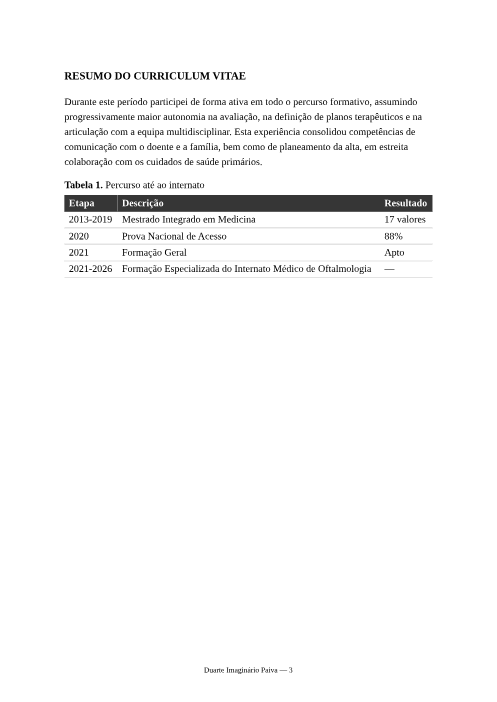 RESUMO DO CURRICULUM VITAE
Durante este período participei de forma ativa em todo o percurso formativo, assumindo
progressivamente maior autonomia na avaliação, na definição de planos terapêuticos e na
articulação com a equipa multidisciplinar. Esta experiência consolidou competências de
comunicação com o doente e a família, bem como de planeamento da alta, em estreita
colaboração com os cuidados de saúde primários.
Tabela 1. Percurso até ao internato
Etapa Descrição Resultado
2013-2019 Mestrado Integrado em Medicina 17 valores
2020 Prova Nacional de Acesso 88%
2021 Formação Geral Apto
2021-2026 Formação Especializada do Internato Médico de Oftalmologia —
Duarte Imaginário Paiva — 3